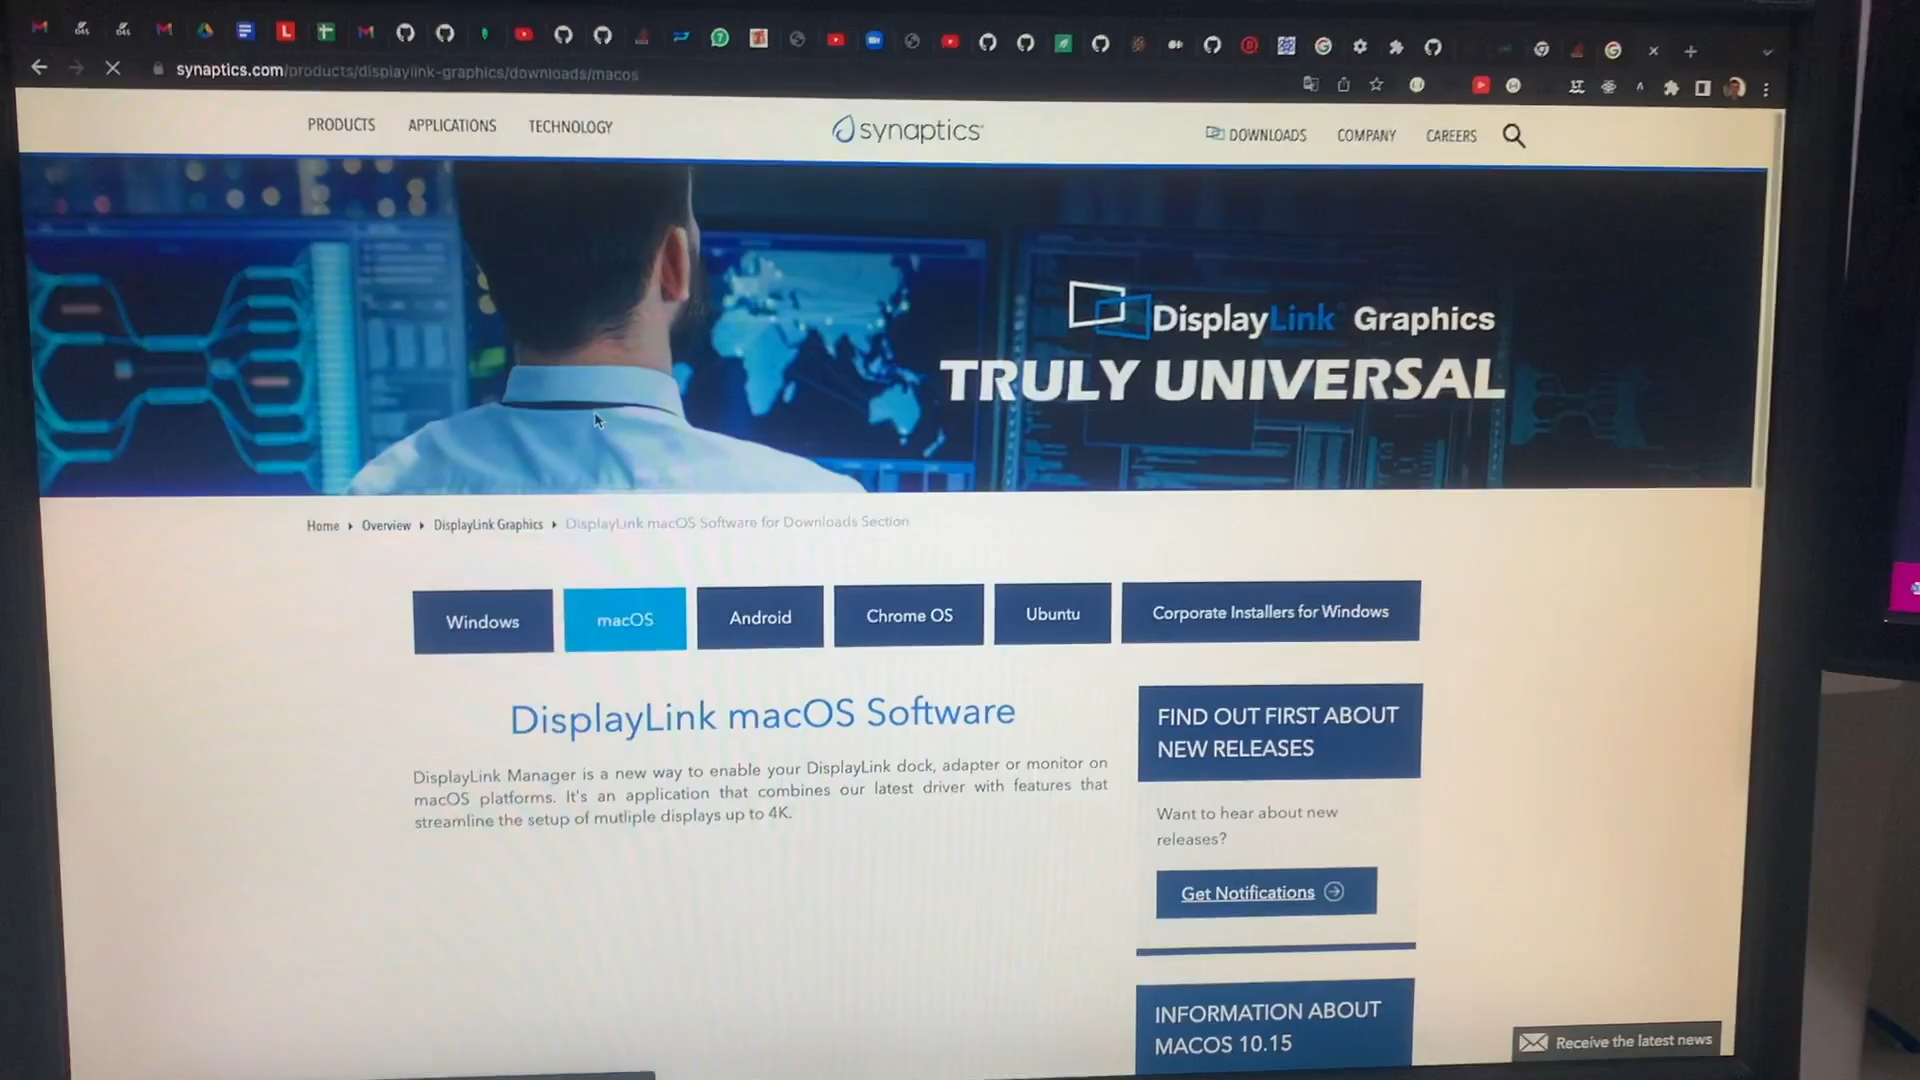 synaptics.com/products/displaylink-graphics/downloads/macos
PRODUCTS APPLICATIONS TECHNOLOGY synaptics DOWNLOADS COMPANY CAREERS
DisplayLink Graphics
TRULY UNIVERSAL
Home Overview DisplayLink Graphics DisplayLink macOS Software for Downloads Section
Windows macOS Android Chrome OS Ubuntu Corporate Installers for Windows
DisplayLink macOS Software
DisplayLink Manager is a new way to enable your DisplayLink dock, adapter or monitor on
macOS platforms. It's an application that combines our latest driver with features that
streamline the setup of mutliple displays up to 4K.
FIND OUT FIRST ABOUT
NEW RELEASES
Want to hear about new
releases?
Get Notifications
INFORMATION ABOUT
MACOS 10.15
Receive the latest news